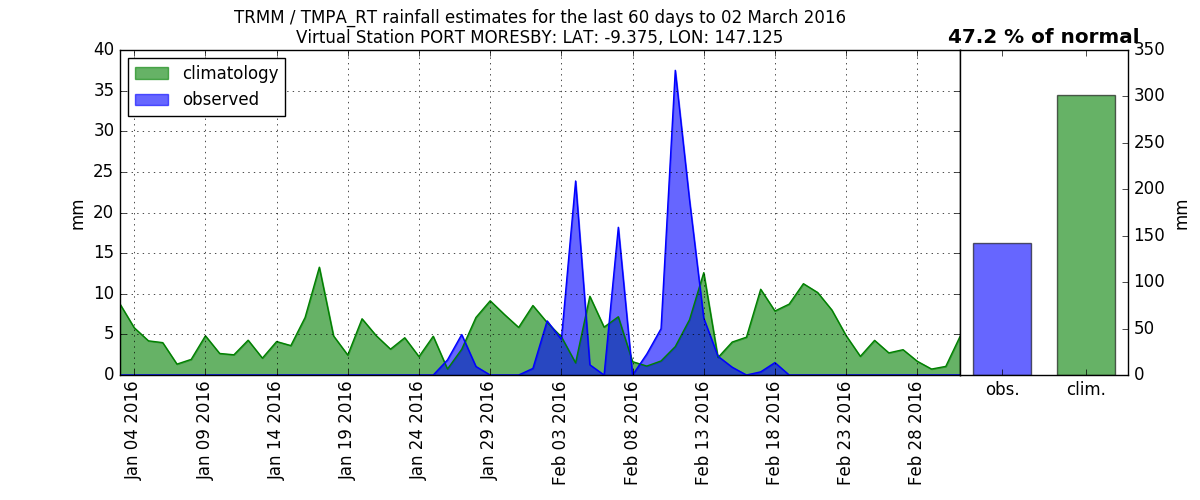 TRMM / TMPA_RT rainfall estimates for the last 60 days to 02 March 2016
Virtual Station PORT MORESBY: LAT: -9.375, LON: 147.125
47.2 % of normal
climatology
observed
mm
40
35
30
25
20
15
10
5
0
Jan 04 2016
Jan 09 2016
Jan 14 2016
Jan 19 2016
Jan 24 2016
Jan 29 2016
Feb 03 2016
Feb 08 2016
Feb 13 2016
Feb 18 2016
Feb 23 2016
Feb 28 2016
350
300
250
200
150
100
50
0
mm
obs.
clim.